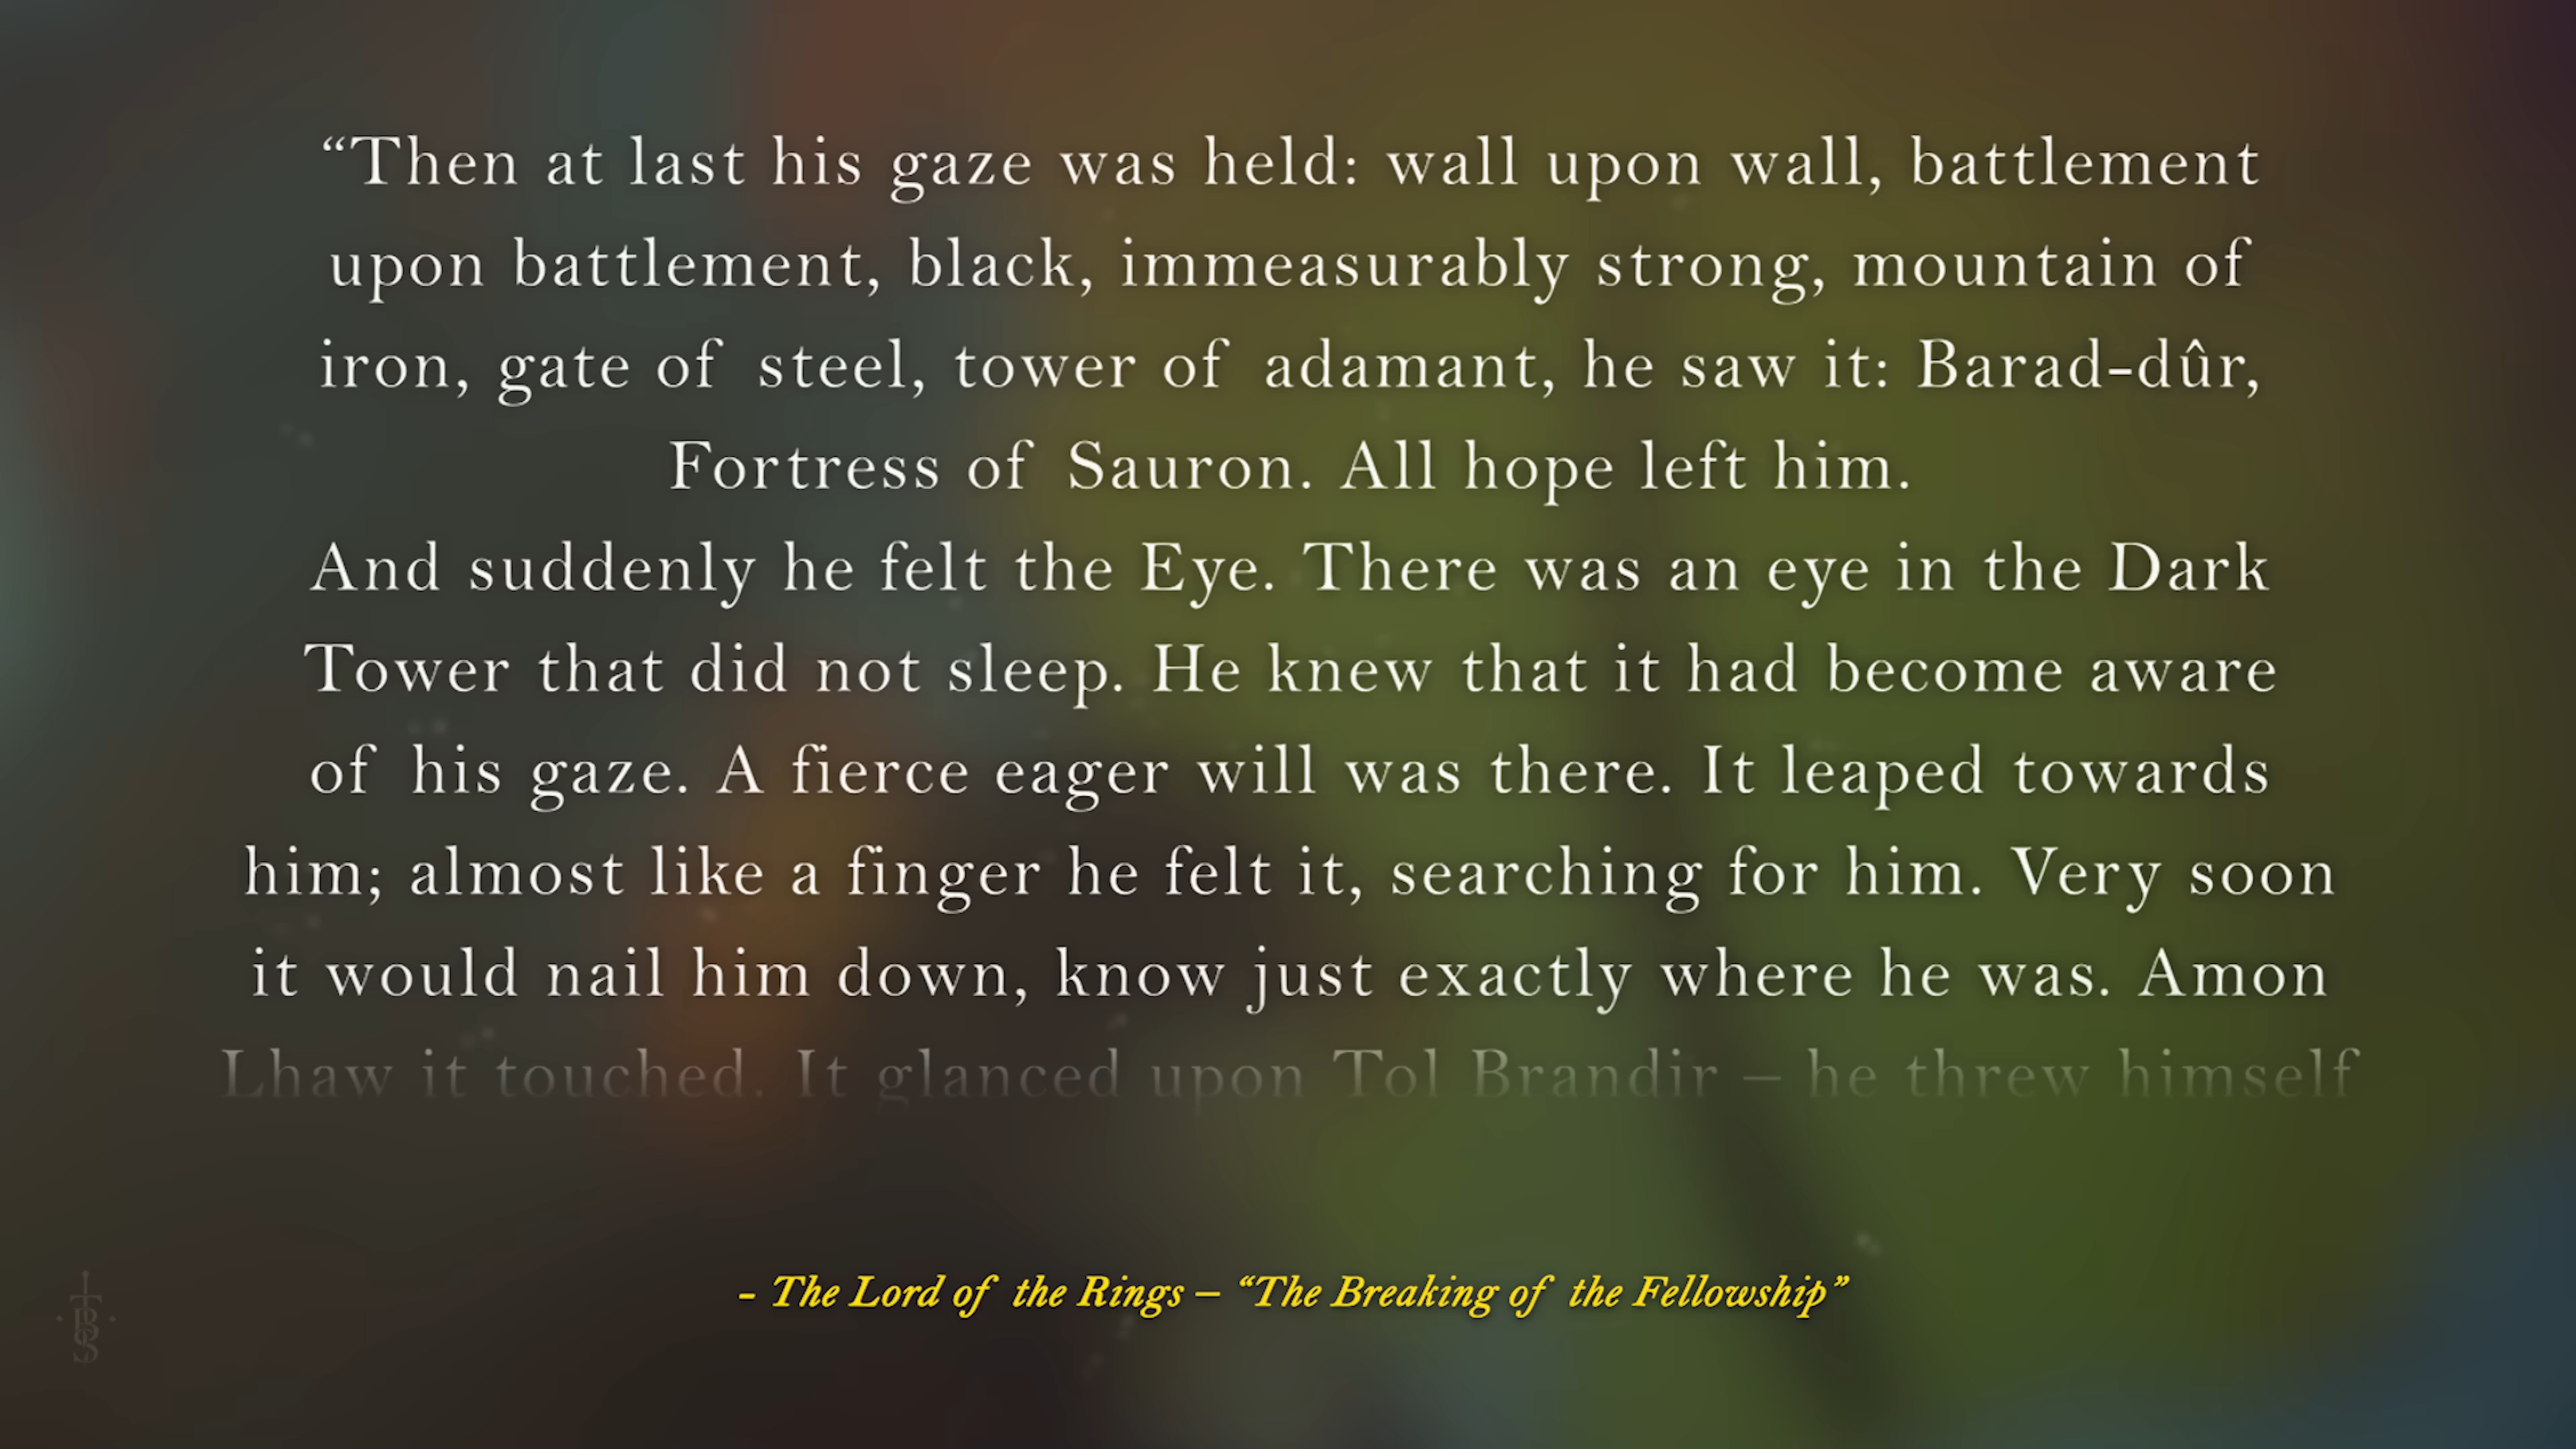 “Then at last his gaze was held: wall upon wall, battlement
upon battlement, black, immeasurably strong, mountain of
iron, gate of steel, tower of adamant, he saw it: Barad-dûr,
Fortress of Sauron. All hope left him.
And suddenly he felt the Eye. There was an eye in the Dark
Tower that did not sleep. He knew that it had become aware
of his gaze. A fierce eager will was there. It leaped towards
him; almost like a finger he felt it, searching for him. Very soon
it would nail him down, know just exactly where he was. Amon
Lhaw it touched. It glanced upon Tol Brandir – he threw himself
- The Lord of the Rings – “The Breaking of the Fellowship”